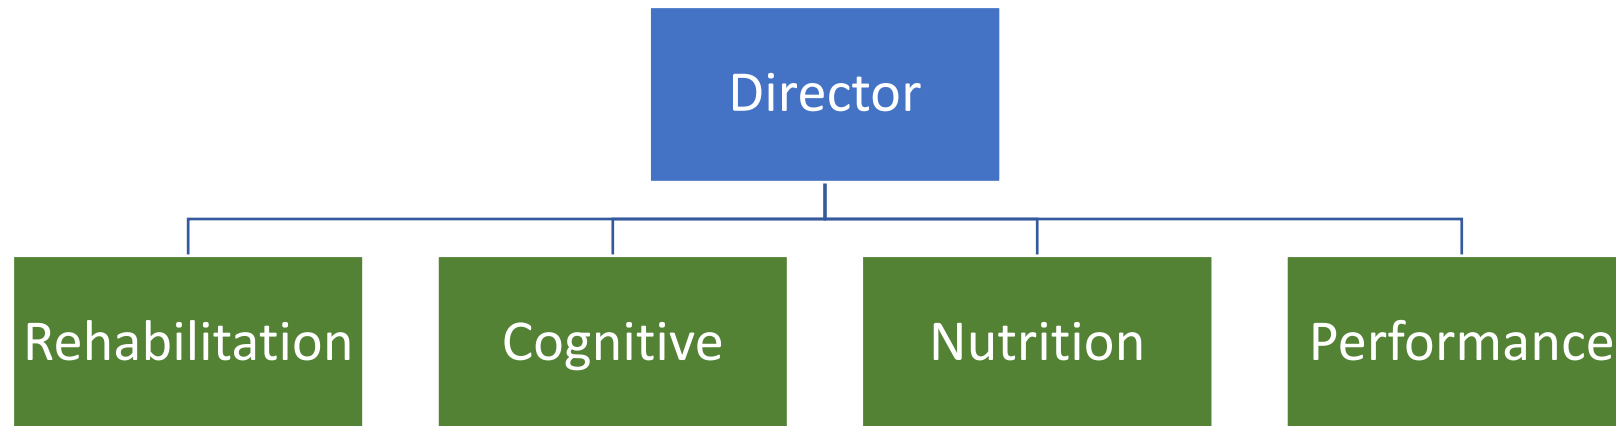 Director
Rehabilitation
Cognitive
Nutrition
Performance